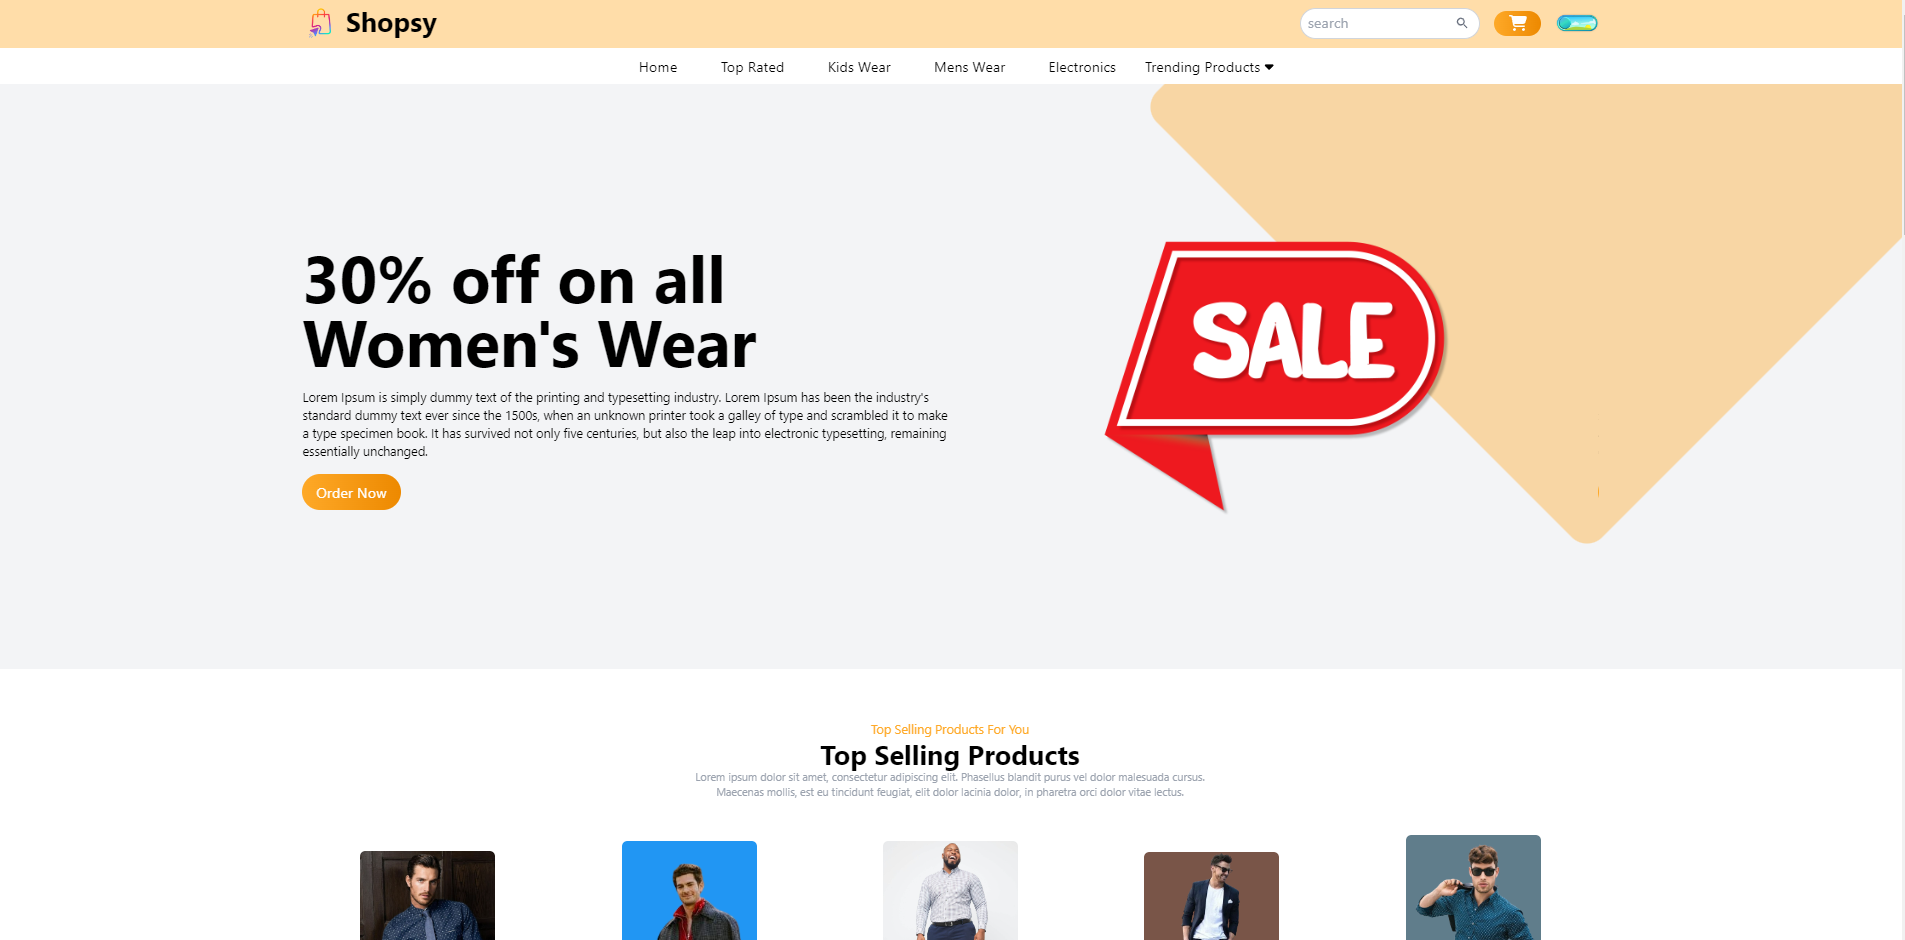 Shopsy
search
Home
Top Rated
Kids Wear
Mens Wear
Electronics
Trending Products
30% off on all
Women's Wear
Lorem Ipsum is simply dummy text of the printing and typesetting industry. Lorem Ipsum has been the industry's
standard dummy text ever since the 1500s, when an unknown printer took a galley of type and scrambled it to make
a type specimen book. It has survived not only five centuries, but also the leap into electronic typesetting, remaining
essentially unchanged.
Order Now
SALE
Top Selling Products For You
Top Selling Products
Lorem ipsum dolor sit amet, consectetur adipiscing elit. Phasellus blandit purus vel dolor malesuada cursus.
Maecenas mollis, est eu tincidunt feugiat, elit dolor lacinia dolor, in pharetra orci dolor vitae lectus.